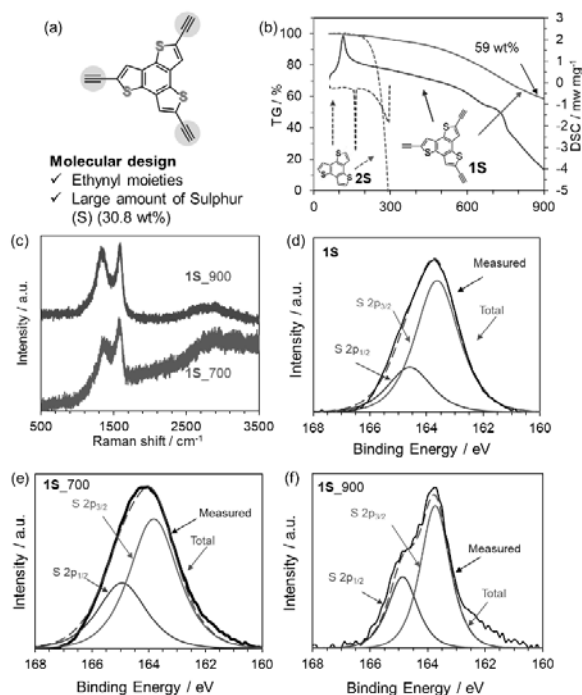 (a)
S
S
S
Molecular design
✓ Ethynyl moieties
✓ Large amount of Sulphur
(S) (30.8 wt%)
(b)
TG / %
100
80
60
40
20
0
0
300
600
900
3
2
1
0
-1
-2
-3
-4
-5
DSC / mw mg-1
59 wt%
S
S
S
2S
S
S
S
1S
(c)
Intensity / a.u.
1S_900
1S_700
500
1500
2500
3500
Raman shift / cm-1
(d)
1S
Intensity / a.u.
Measured
S 2p3/2
Total
S 2p1/2
168
166
164
162
160
Binding Energy / eV
(e)
1S_700
Intensity / a.u.
S 2p3/2
Measured
Total
S 2p1/2
168
166
164
162
160
Binding Energy / eV
(f)
1S_900
Intensity / a.u.
S 2p3/2
Measured
S 2p1/2
Total
168
166
164
162
160
Binding Energy / eV